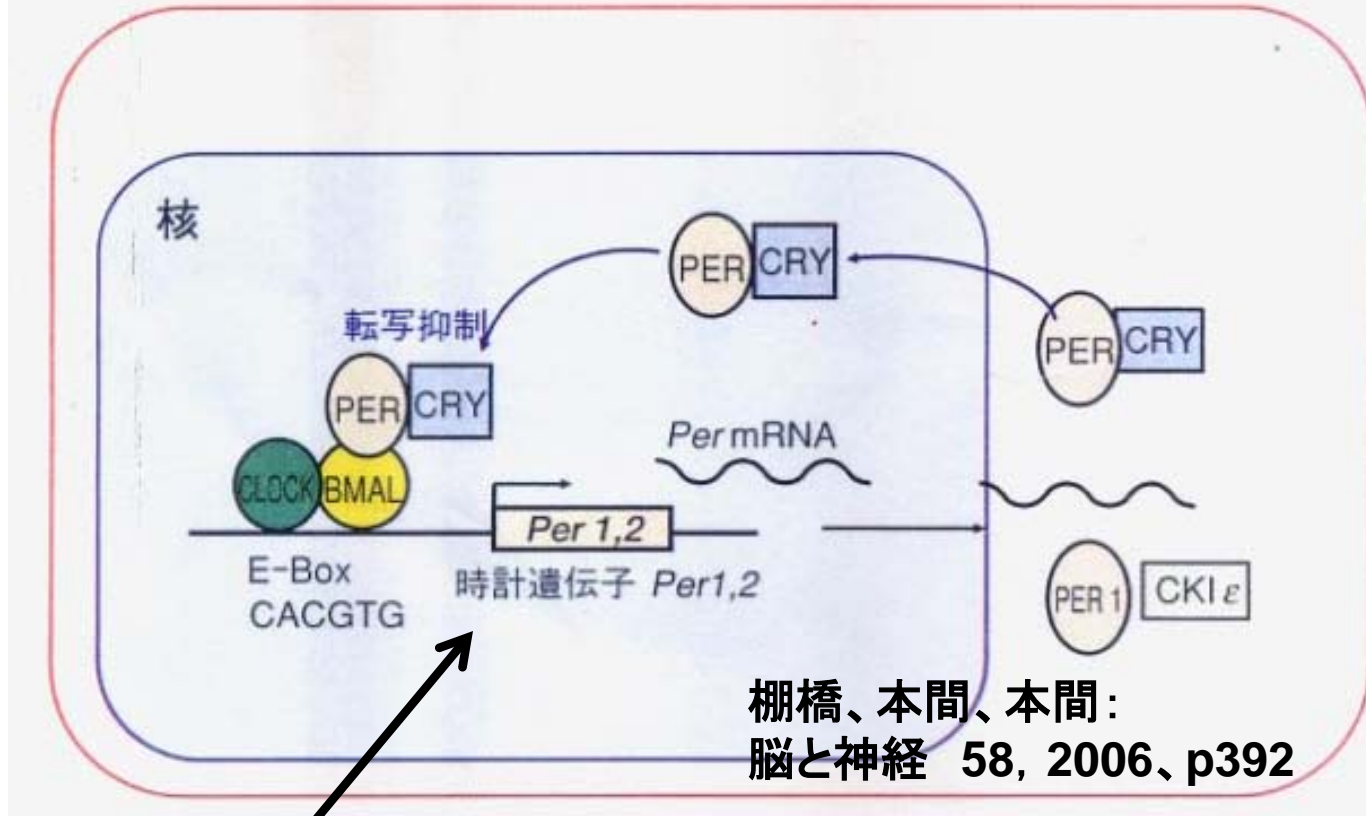 核
PER CRY
転写抑制
PER CRY
PER CRY
Per mRNA
CLOCK BMAL
Per 1,2
E-Box
CACGTG
時計遺伝子 Per1,2
PER 1 CKIε
棚橋、本間、本間：
脳と神経 58, 2006、p392